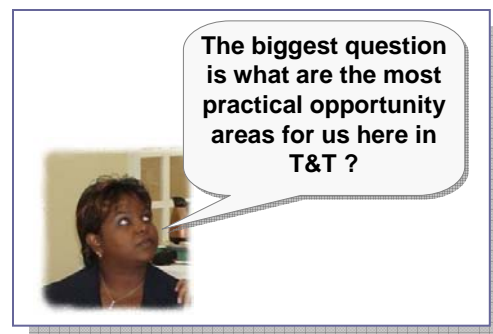 The biggest question
is what are the most
practical opportunity
areas for us here in
T&T ?